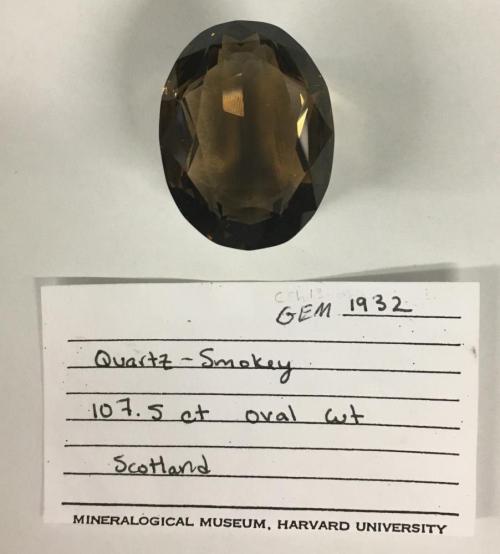 GEM 1932
Quartz - Smokey
107.5 ct oval cut
Scotland
MINERALOGICAL MUSEUM, HARVARD UNIVERSITY